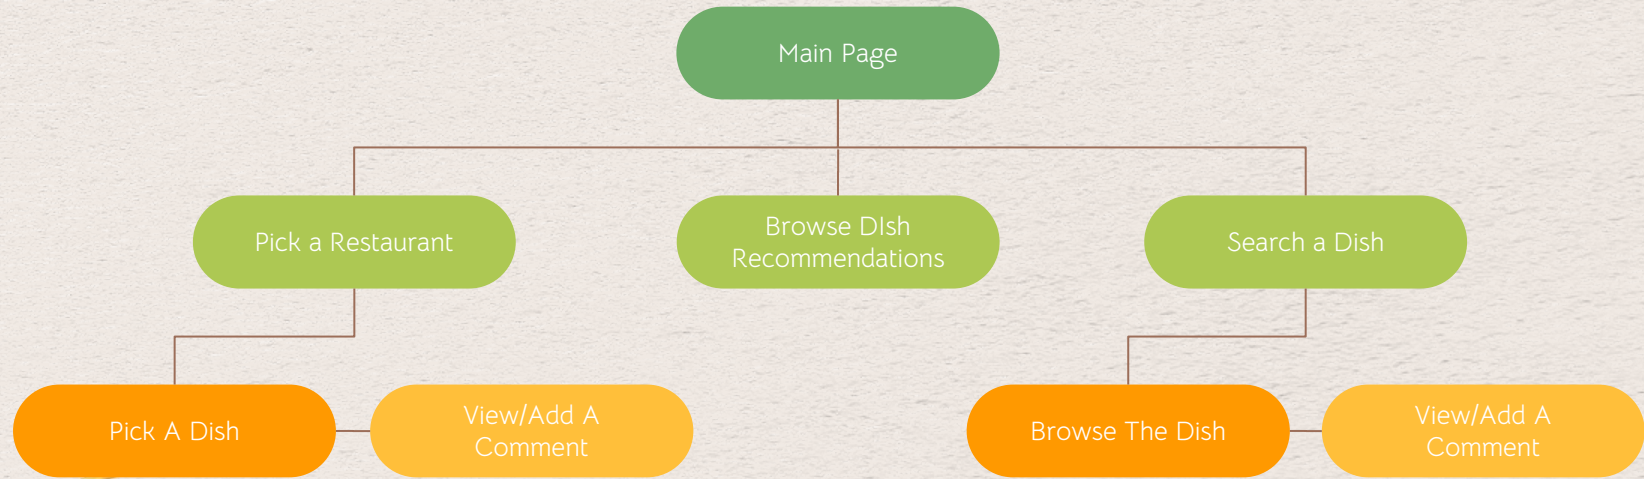 Main Page
Pick a Restaurant
Browse DIsh
Recommendations
Search a Dish
Pick A Dish
View/Add A
Comment
Browse The Dish
View/Add A
Comment